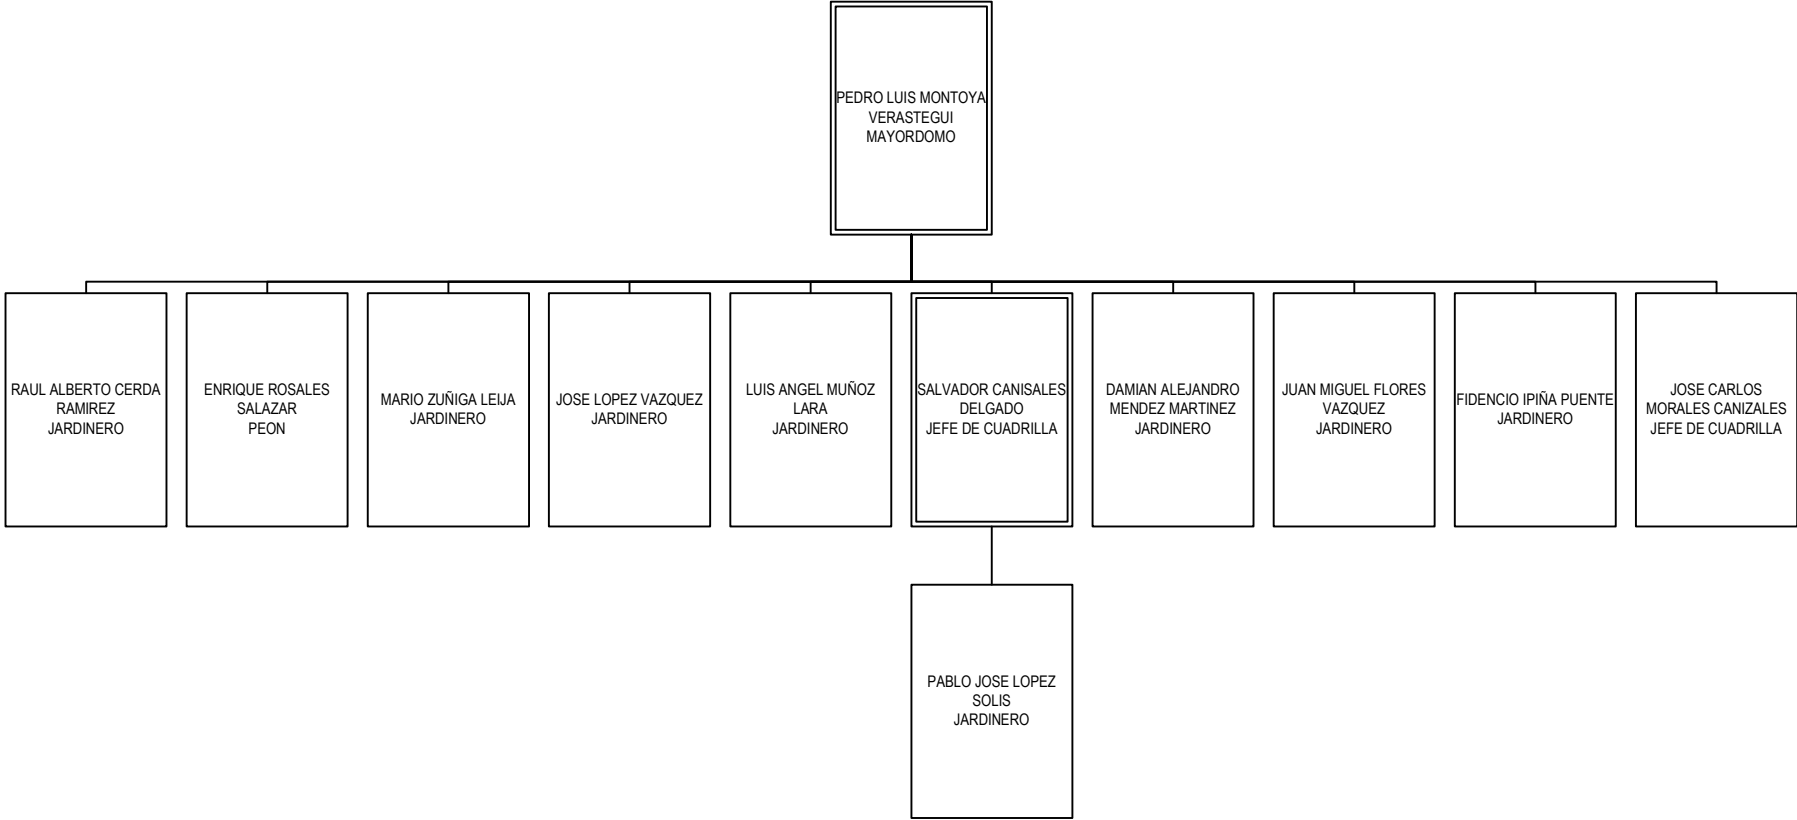 PEDRO LUIS MONTOYA
VERASTEGUI
MAYORDOMO
RAUL ALBERTO CERDA
RAMIREZ
JARDINERO
ENRIQUE ROSALES
SALAZAR
PEON
MARIO ZUÑIGA LEIJA
JARDINERO
JOSE LOPEZ VAZQUEZ
JARDINERO
LUIS ANGEL MUÑOZ
LARA
JARDINERO
SALVADOR CANISALES
DELGADO
JEFE DE CUADRILLA
DAMIAN ALEJANDRO
MENDEZ MARTINEZ
JARDINERO
JUAN MIGUEL FLORES
VAZQUEZ
JARDINERO
FIDENCIO IPIÑA PUENTE
JARDINERO
JOSE CARLOS
MORALES CANIZALES
JEFE DE CUADRILLA
PABLO JOSE LOPEZ
SOLIS
JARDINERO